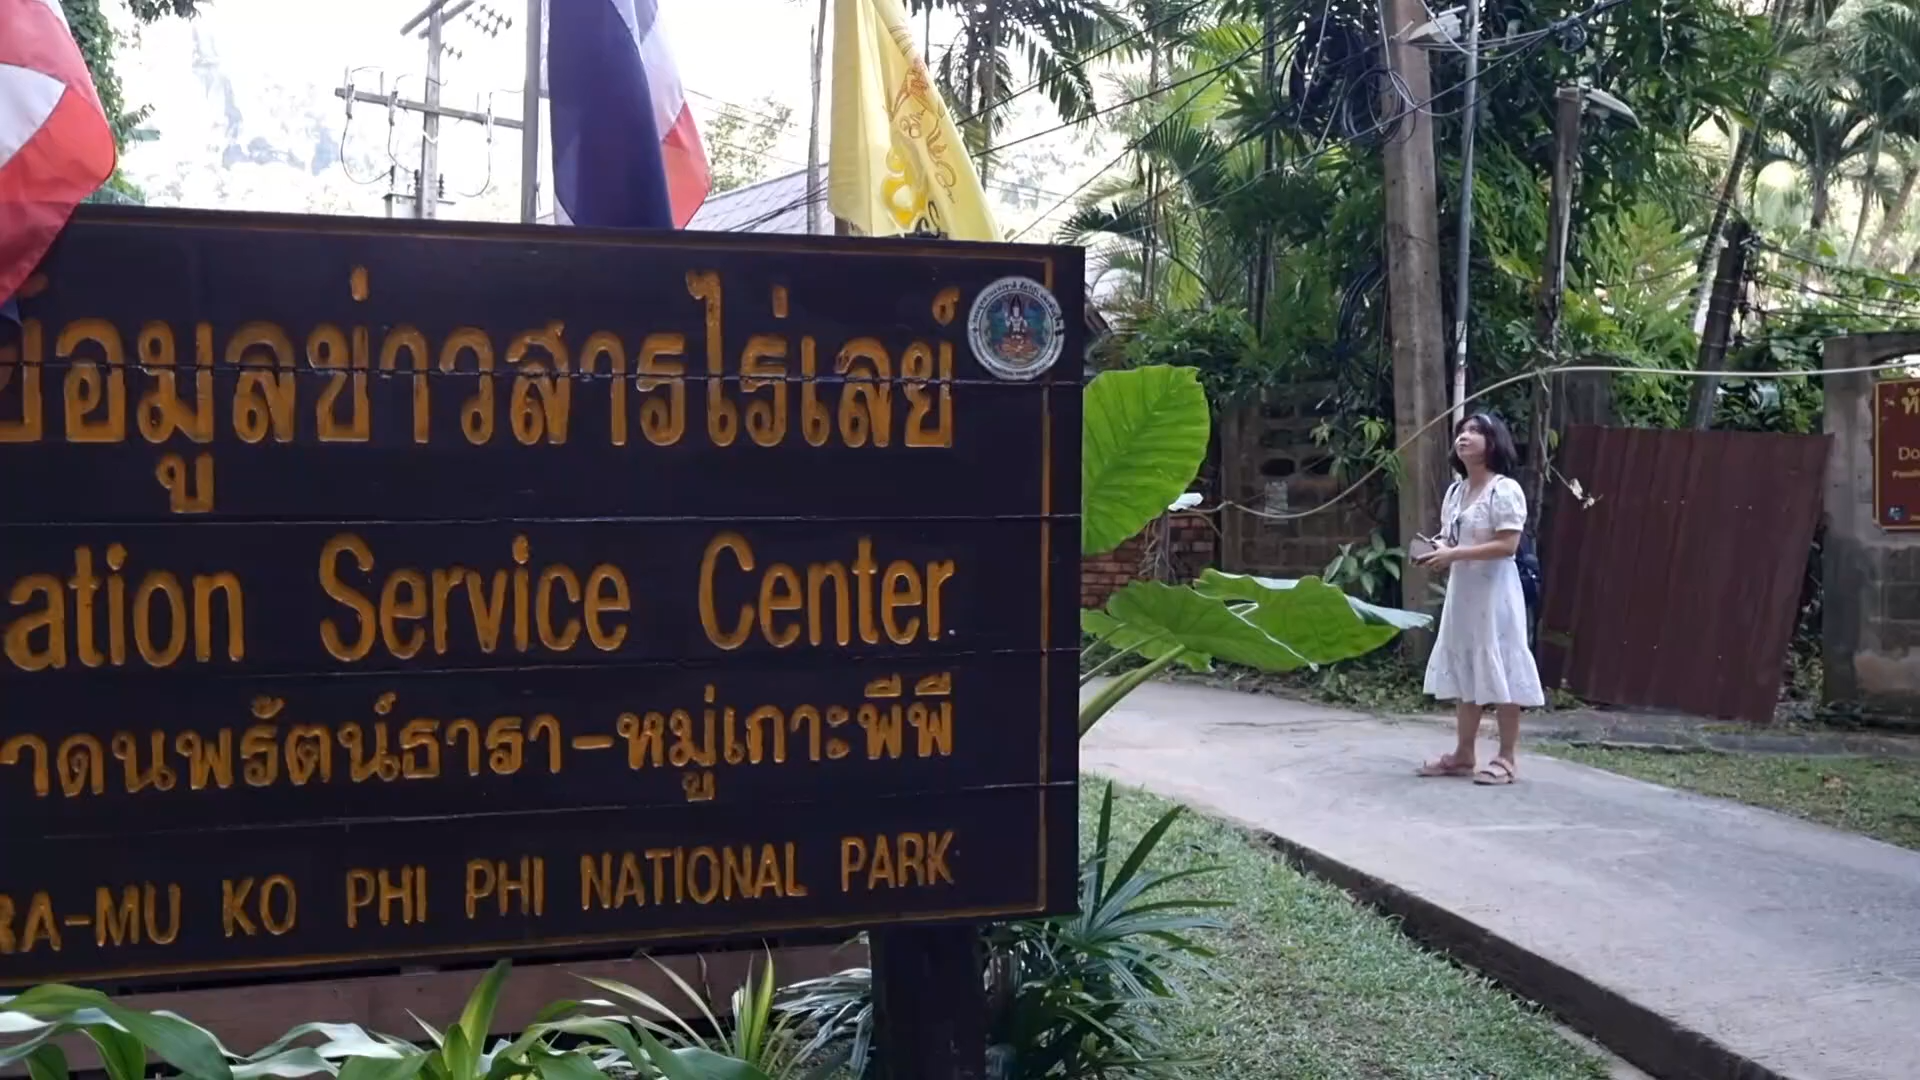 ข้อมูลข่าวสารไร่เลย์
ation Service Center
าดนพรัตน์ธารา-หมู่เกาะพีพี
RA-MU KO PHI PHI NATIONAL PARK
Do